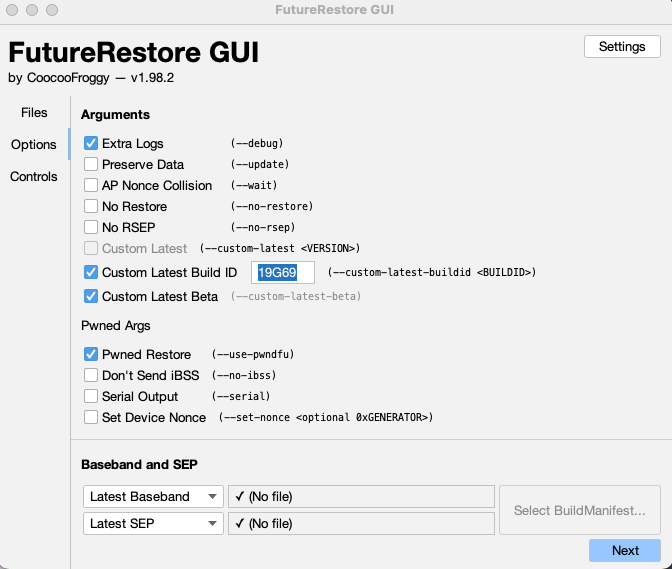 FutureRestore GUI
FutureRestore GUI
Settings
by CoocooFroggy — v1.98.2
Files
Options
Controls
Arguments
Extra Logs (--debug)
Preserve Data (--update)
AP Nonce Collision (--wait)
No Restore (--no-restore)
No RSEP (--no-rsep)
Custom Latest (--custom-latest <VERSION>)
Custom Latest Build ID 19G69 (--custom-latest-buildid <BUILDID>)
Custom Latest Beta (--custom-latest-beta)
Pwned Args
Pwned Restore (--use-pwndfu)
Don't Send iBSS (--no-ibss)
Serial Output (--serial)
Set Device Nonce (--set-nonce <optional 0xGENERATOR>)
Baseband and SEP
Latest Baseband ✓ (No file)
Latest SEP ✓ (No file)
Select BuildManifest...
Next